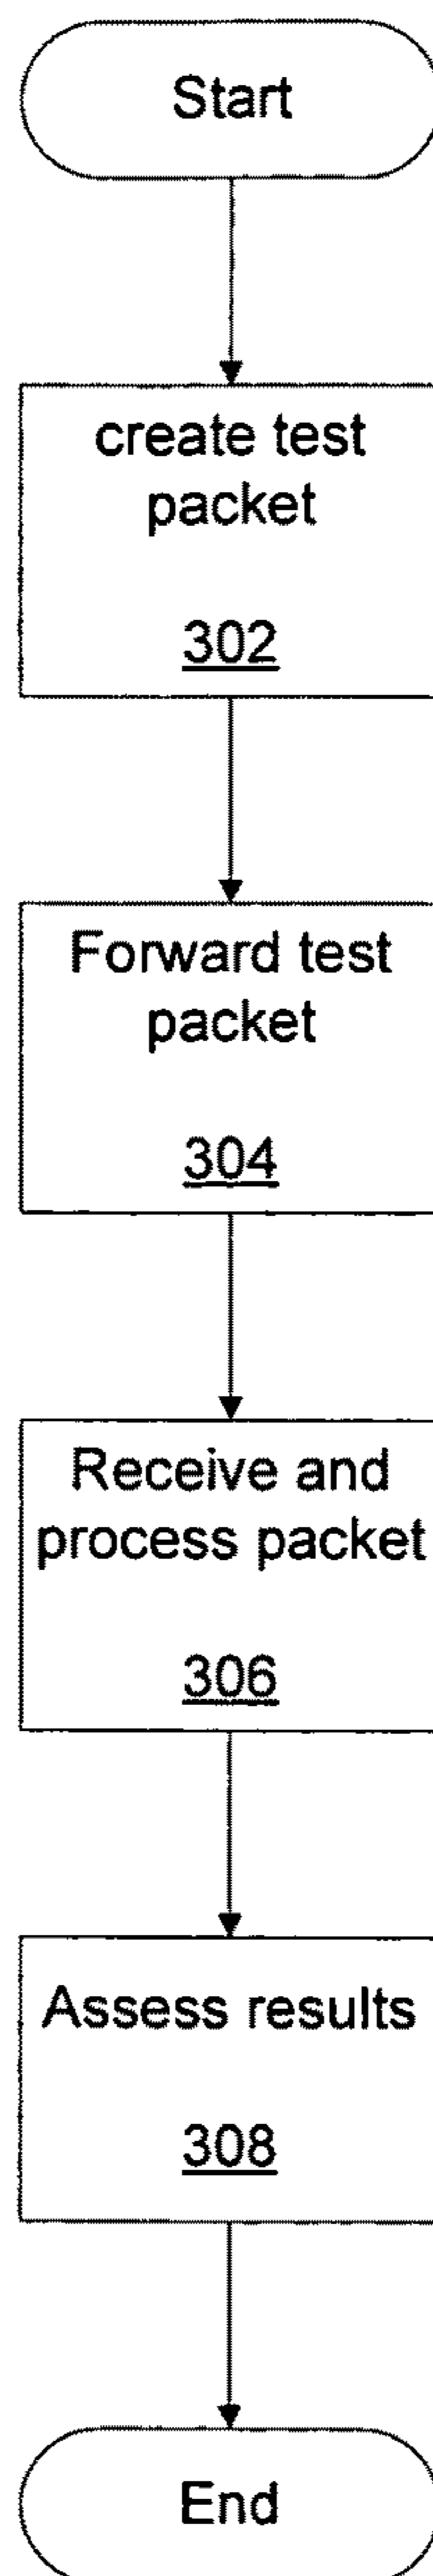 Start
create test
packet
302
Forward test
packet
304
Receive and
process packet
306
Assess results
308
End